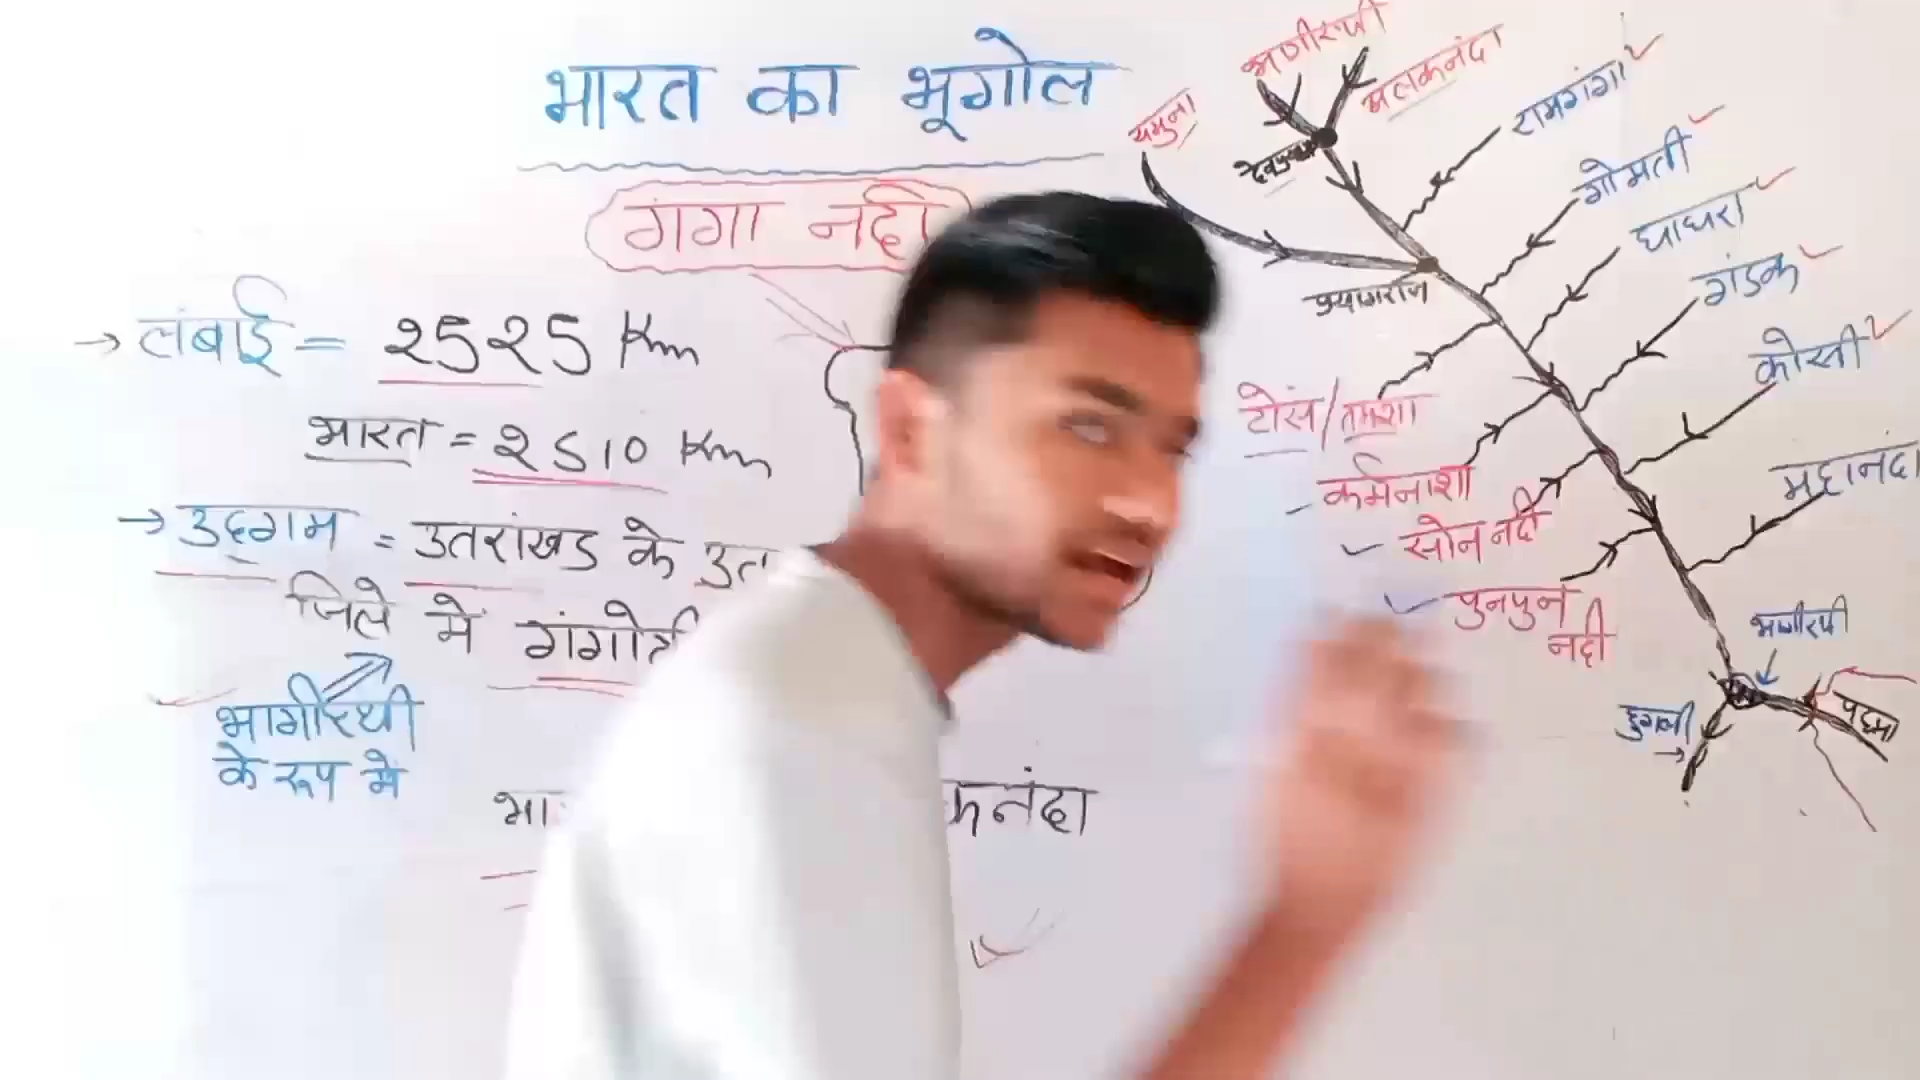 भारत का भूगोल
गंगा नदी
→ लंबाई = 2525 Km
भारत = 2510 Km
→ उद्गम = उतरांखड के उत
जिले में गंगोत्री
भागीरथी
के रूप में
भा
कनंदा
भागीरथी
अलकनंदा
यमुना
देवप्रयाग
रामगंगा
गोमती
घाघरा
गंडक
कोसी
महानंदा
प्रयागराज
टोंस/तमशा
कर्मनाशा
सोन नदी
पुनपुन
नदी
भागीरथी
हुगली
पद्मा